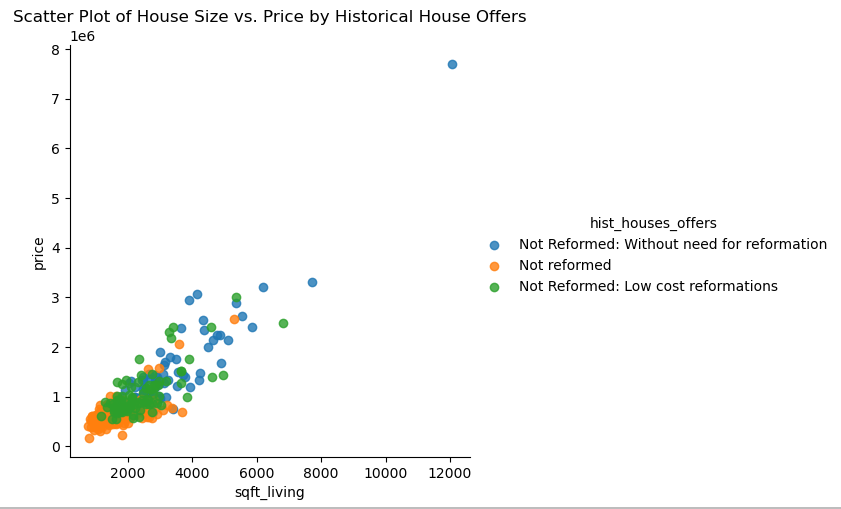 Scatter Plot of House Size vs. Price by Historical House Offers
1e6
8
7
6
5
4
3
2
1
0
price
2000 4000 6000 8000 10000 12000
sqft_living
hist_houses_offers
Not Reformed: Without need for reformation
Not reformed
Not Reformed: Low cost reformations